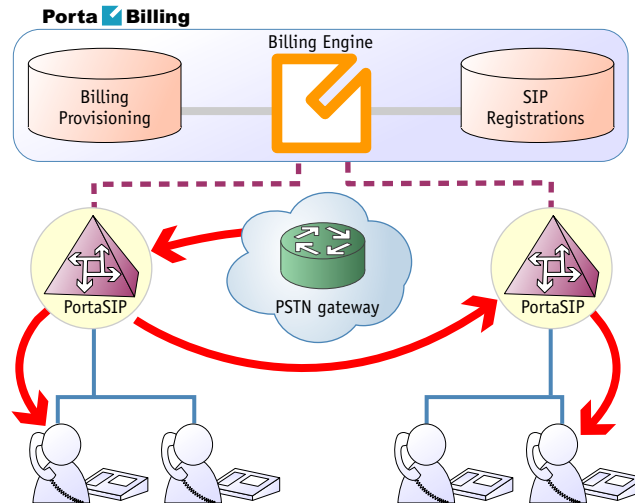 Porta Billing
Billing Engine
Billing
Provisioning
SIP
Registrations
PortaSIP
PSTN gateway
PortaSIP